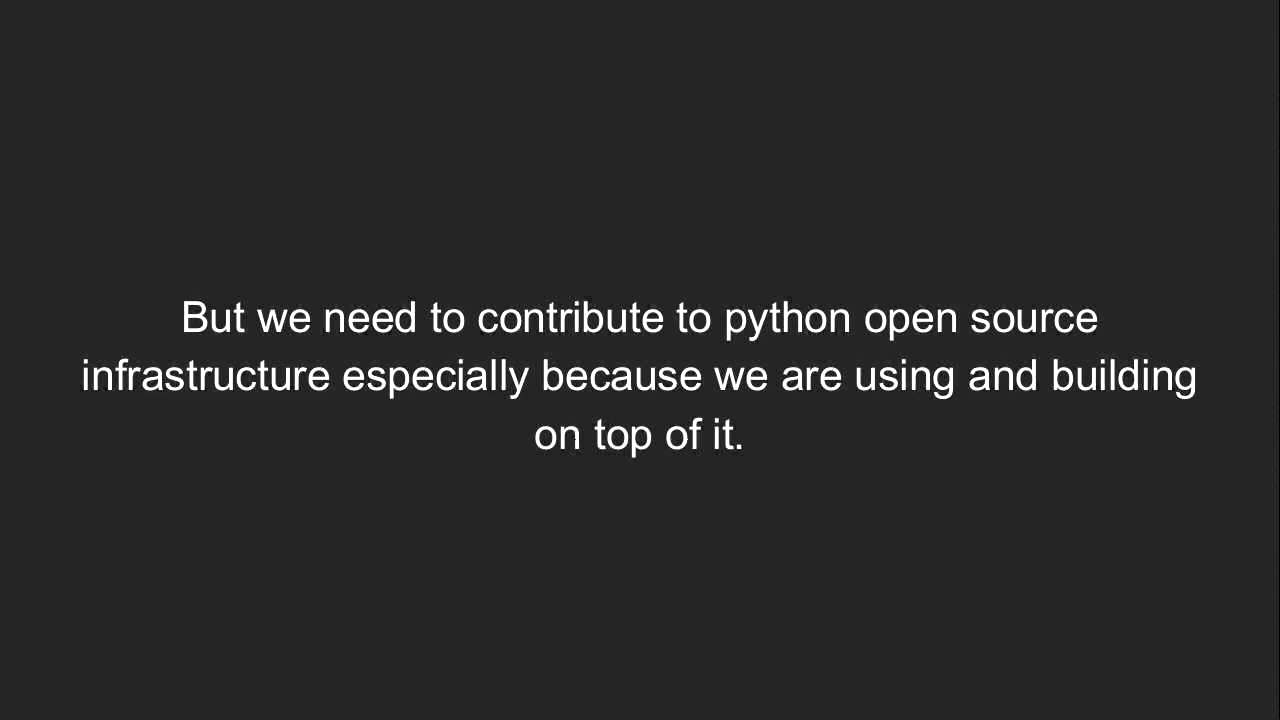 But we need to contribute to python open source
infrastructure especially because we are using and building
on top of it.